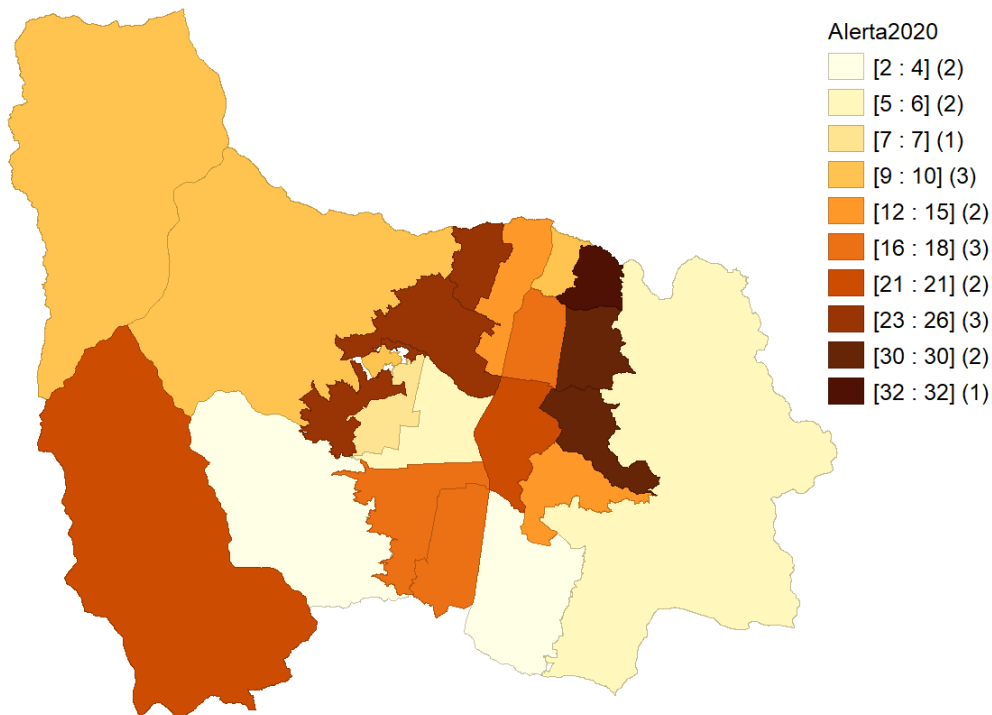 Alerta2020
[2 : 4] (2)
[5 : 6] (2)
[7 : 7] (1)
[9 : 10] (3)
[12 : 15] (2)
[16 : 18] (3)
[21 : 21] (2)
[23 : 26] (3)
[30 : 30] (2)
[32 : 32] (1)